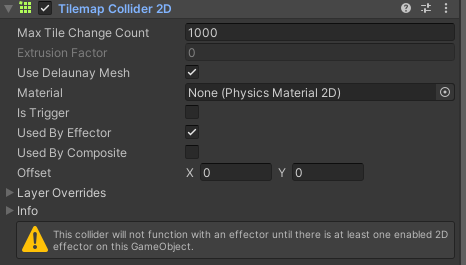 Tilemap Collider 2D
Max Tile Change Count 1000
Extrusion Factor 0
Use Delaunay Mesh
Material None (Physics Material 2D)
Is Trigger
Used By Effector
Used By Composite
Offset X 0 Y 0
Layer Overrides
Info
This collider will not function with an effector until there is at least one enabled 2D
effector on this GameObject.